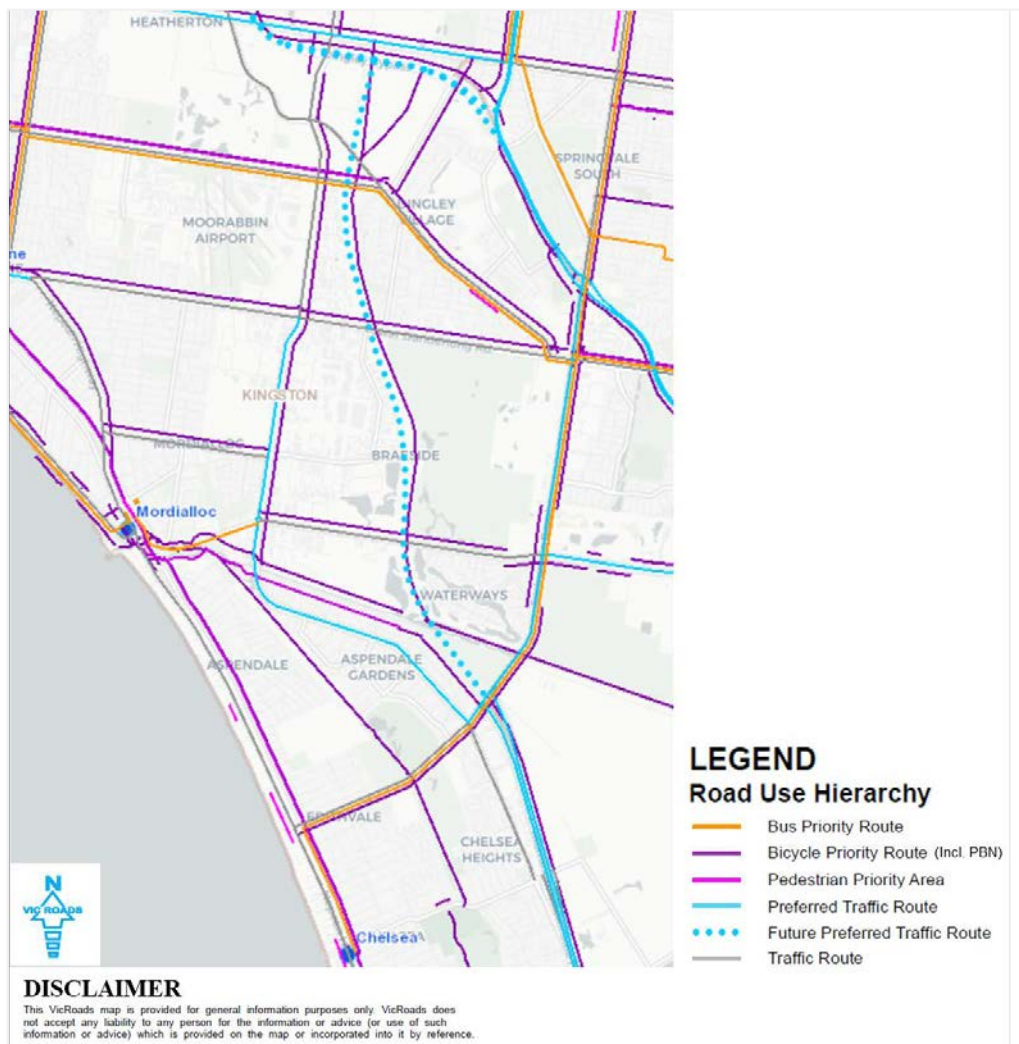 HEATHERTON
SPRINGVALE
SOUTH
DINGLEY
VILLAGE
MOORABBIN
AIRPORT
ne
KINGSTON
MORDIALLOC
BRAESIDE
Mordialloc
WATERWAYS
ASPENDALE
ASPENDALE
GARDENS
EDITHVALE
CHELSEA
HEIGHTS
Chelsea
N
VIC ROADS
LEGEND
Road Use Hierarchy
Bus Priority Route
Bicycle Priority Route (Incl. PBN)
Pedestrian Priority Area
Preferred Traffic Route
Future Preferred Traffic Route
Traffic Route
DISCLAIMER
This VicRoads map is provided for general information purposes only. VicRoads does
not accept any liability to any person for the information or advice (or use of such
information or advice) which is provided on the map or incorporated into it by reference.